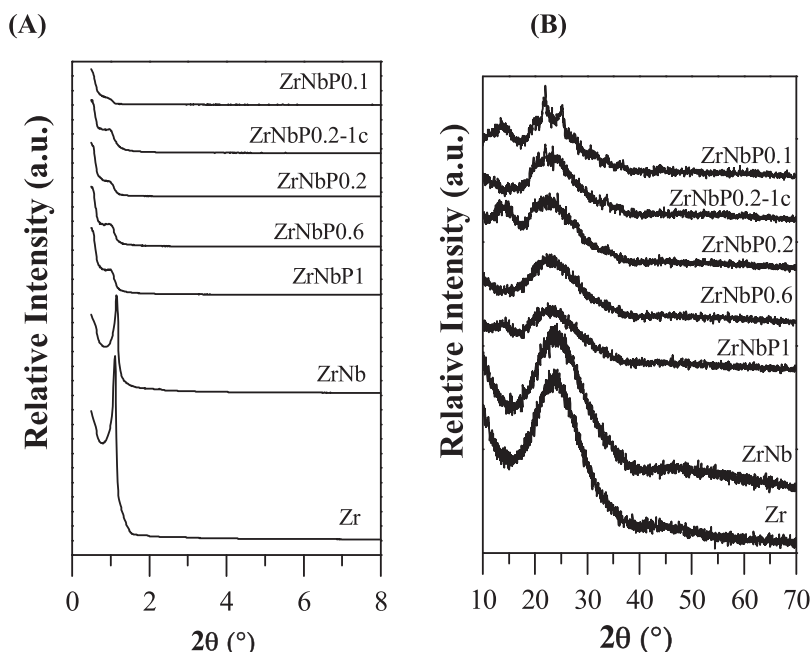 (A)
(B)
Relative Intensity (a.u.)
ZrNbP0.1
ZrNbP0.2-1c
ZrNbP0.2
ZrNbP0.6
ZrNbP1
ZrNb
Zr
0 2 4 6 8
2θ (°)
Relative Intensity (a.u.)
ZrNbP0.1
ZrNbP0.2-1c
ZrNbP0.2
ZrNbP0.6
ZrNbP1
ZrNb
Zr
10 20 30 40 50 60 70
2θ (°)